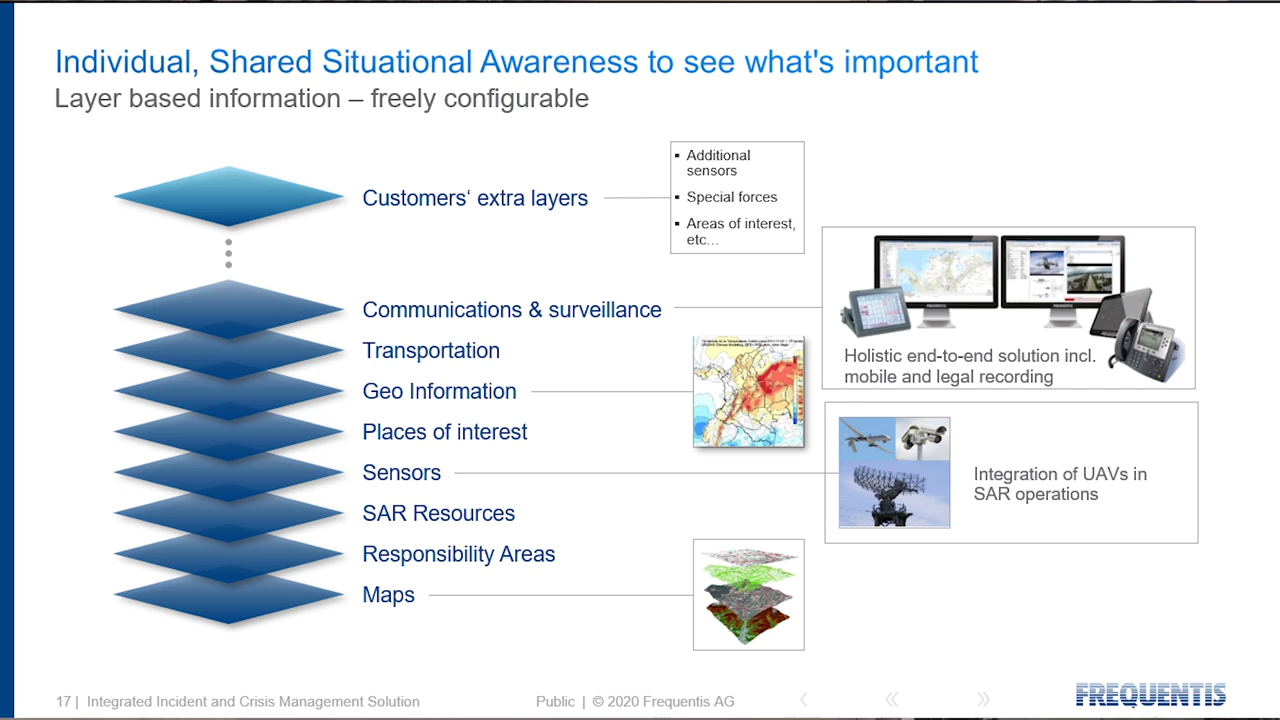 Individual, Shared Situational Awareness to see what's important
Layer based information – freely configurable
Customers‘ extra layers
▪ Additional
sensors
▪ Special forces
▪ Areas of interest,
etc…
Communications & surveillance
Holistic end-to-end solution incl.
mobile and legal recording
Transportation
Geo Information
Places of interest
Sensors
Integration of UAVs in
SAR operations
SAR Resources
Responsibility Areas
Maps
17 | Integrated Incident and Crisis Management Solution
Public | © 2020 Frequentis AG
FREQUENTIS